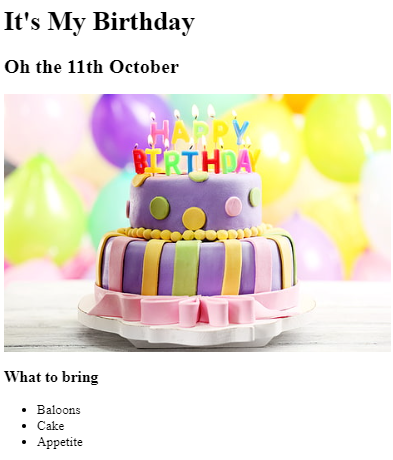 It's My Birthday
Oh the 11th October
HAPPY
BIRTHDAY
What to bring
Baloons
Cake
Appetite